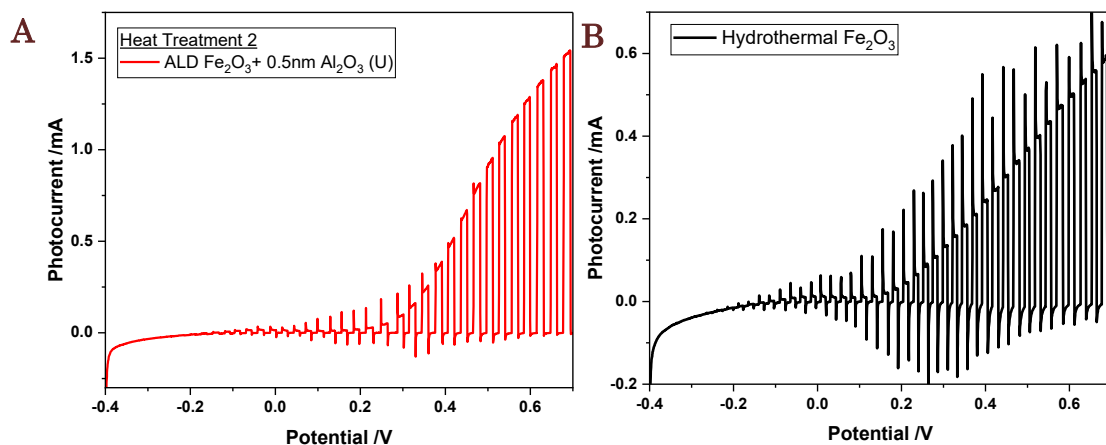 A
Heat Treatment 2
ALD Fe₂O₃+ 0.5nm Al₂O₃ (U)
Photocurrent /mA
1.5
1.0
0.5
0.0
-0.4 -0.2 0.0 0.2 0.4 0.6
Potential /V
B
Hydrothermal Fe₂O₃
Photocurrent /mA
0.6
0.4
0.2
0.0
-0.2
-0.4 -0.2 0.0 0.2 0.4 0.6
Potential /V